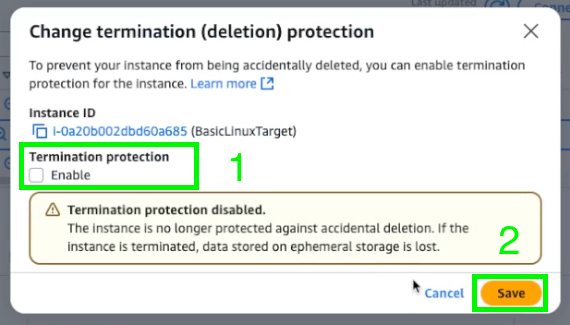 Last updated
Conne
Change termination (deletion) protection
To prevent your instance from being accidentally deleted, you can enable termination
protection for the instance. Learn more
Instance ID
i-0a20b002dbd60a685 (BasicLinuxTarget)
Termination protection
Enable
1
Termination protection disabled.
The instance is no longer protected against accidental deletion. If the
instance is terminated, data stored on ephemeral storage is lost.
2
Cancel
Save